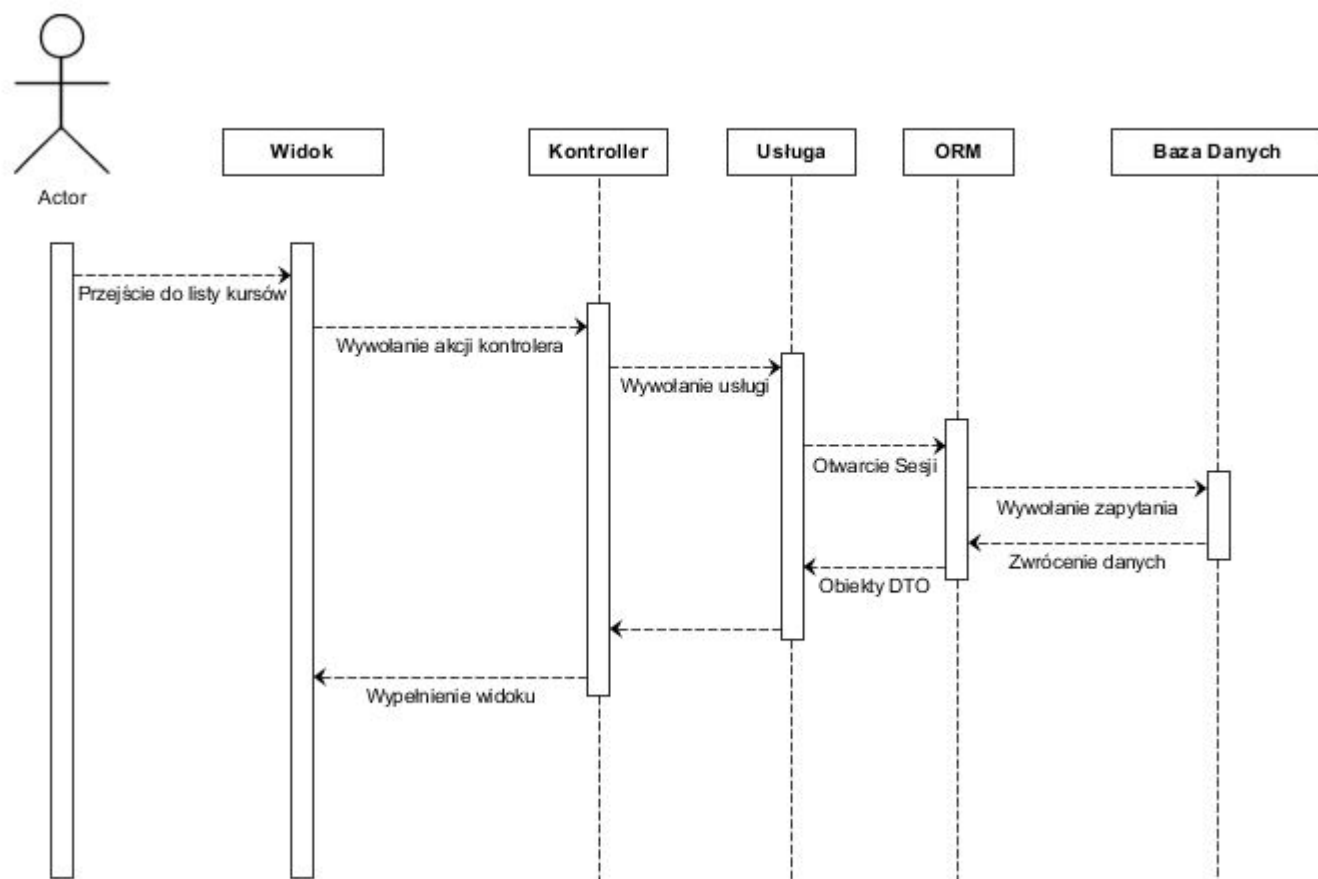 Widok
Kontroller
Usługa
ORM
Baza Danych
Actor
Przejście do listy kursów
Wywołanie akcji kontrolera
Wywołanie usługi
Otwarcie Sesji
Wywołanie zapytania
Zwrócenie danych
Obiekty DTO
Wypełnienie widoku